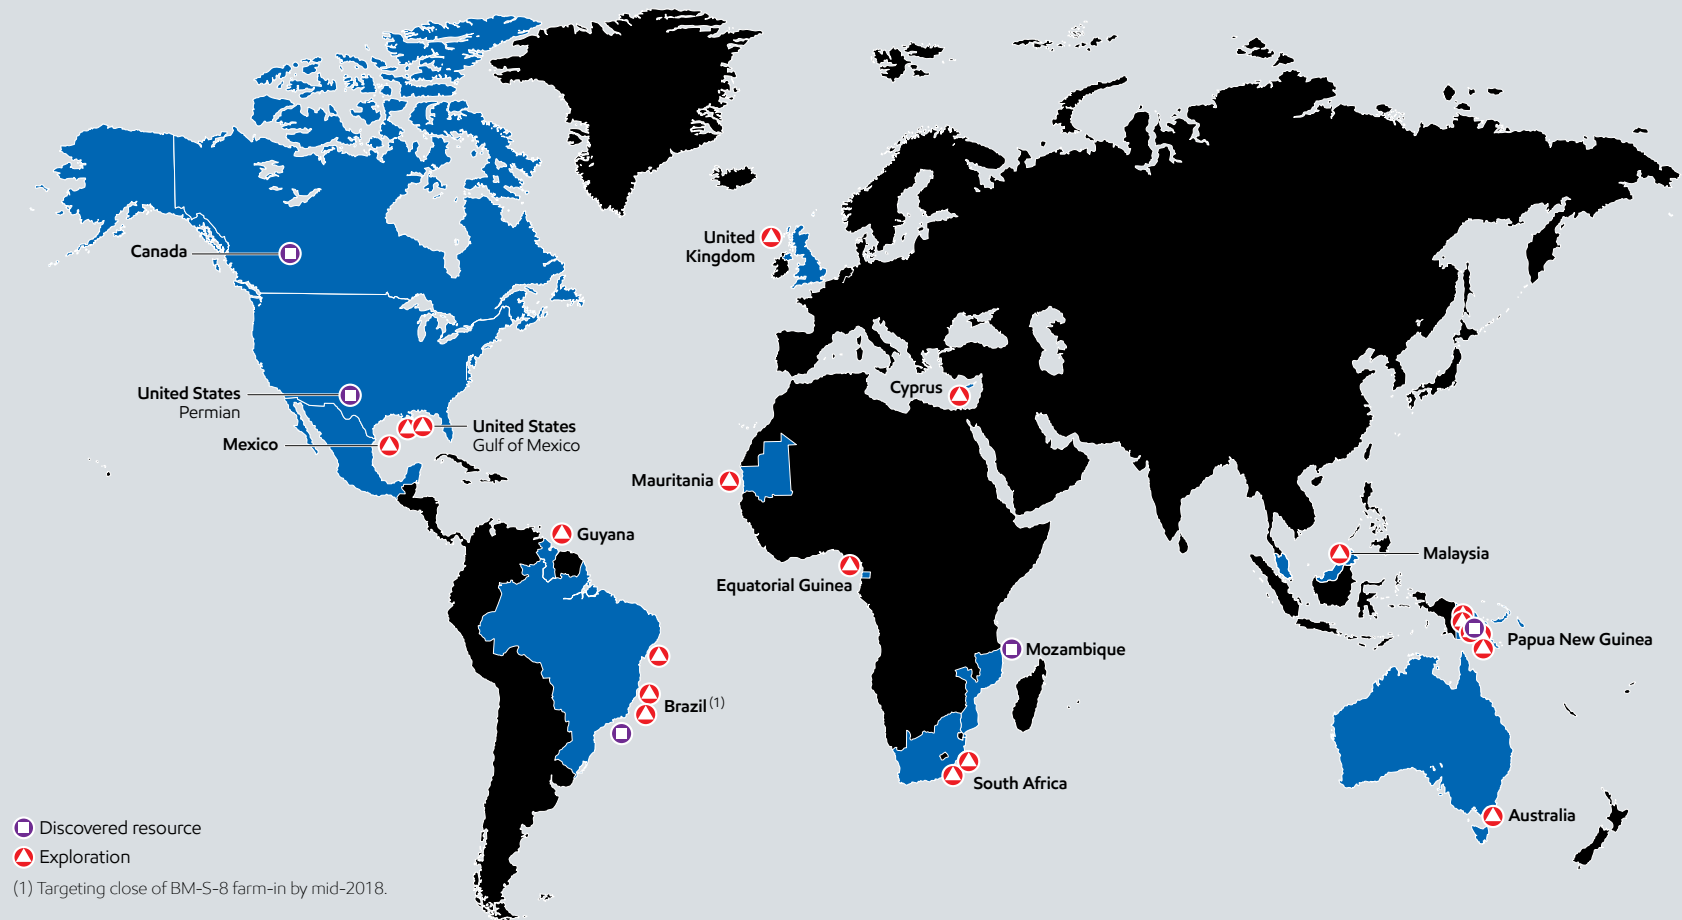 Canada
United
Kingdom
Cyprus
United States
Permian
United States
Gulf of Mexico
Mexico
Mauritania
Guyana
Equatorial Guinea
Malaysia
Mozambique
Papua New Guinea
Brazil (1)
South Africa
Australia
Discovered resource
Exploration
(1) Targeting close of BM-S-8 farm-in by mid-2018.